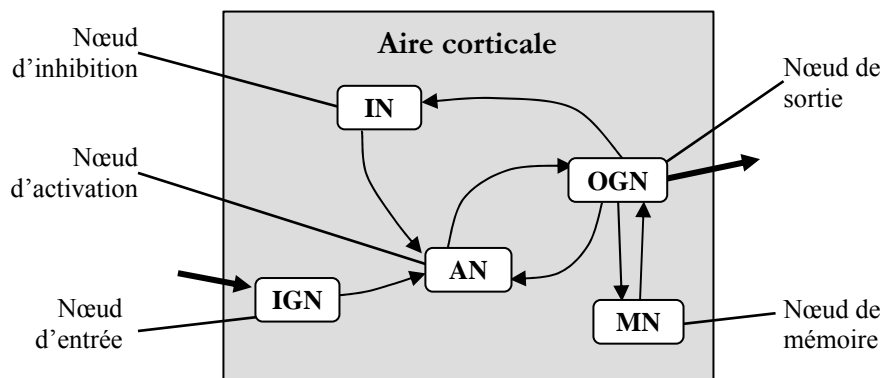 Aire corticale
Nœud
d’inhibition
IN
Nœud de
sortie
OGN
Nœud
d’activation
AN
IGN
Nœud
d’entrée
MN
Nœud de
mémoire